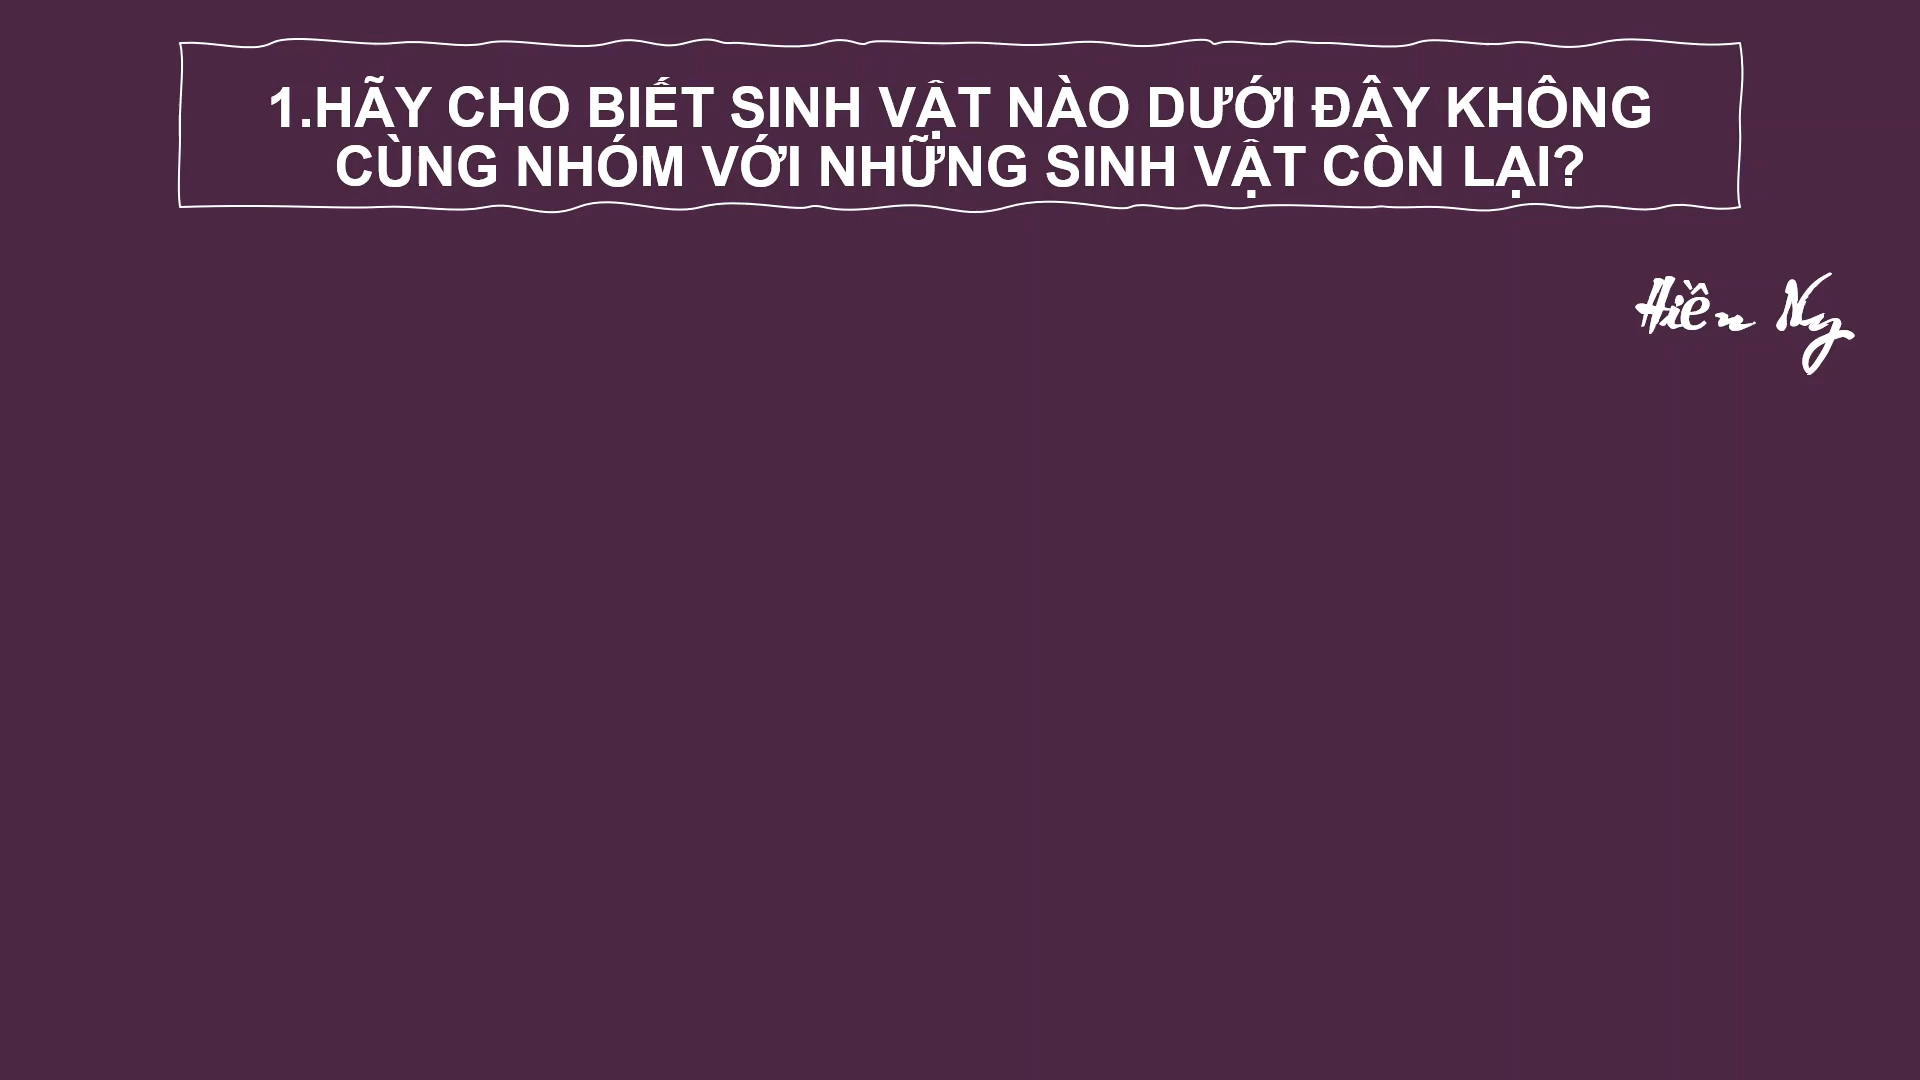 1.HÃY CHO BIẾT SINH VẬT NÀO DƯỚI ĐÂY KHÔNG
CÙNG NHÓM VỚI NHỮNG SINH VẬT CÒN LẠI?
Hiền Ny